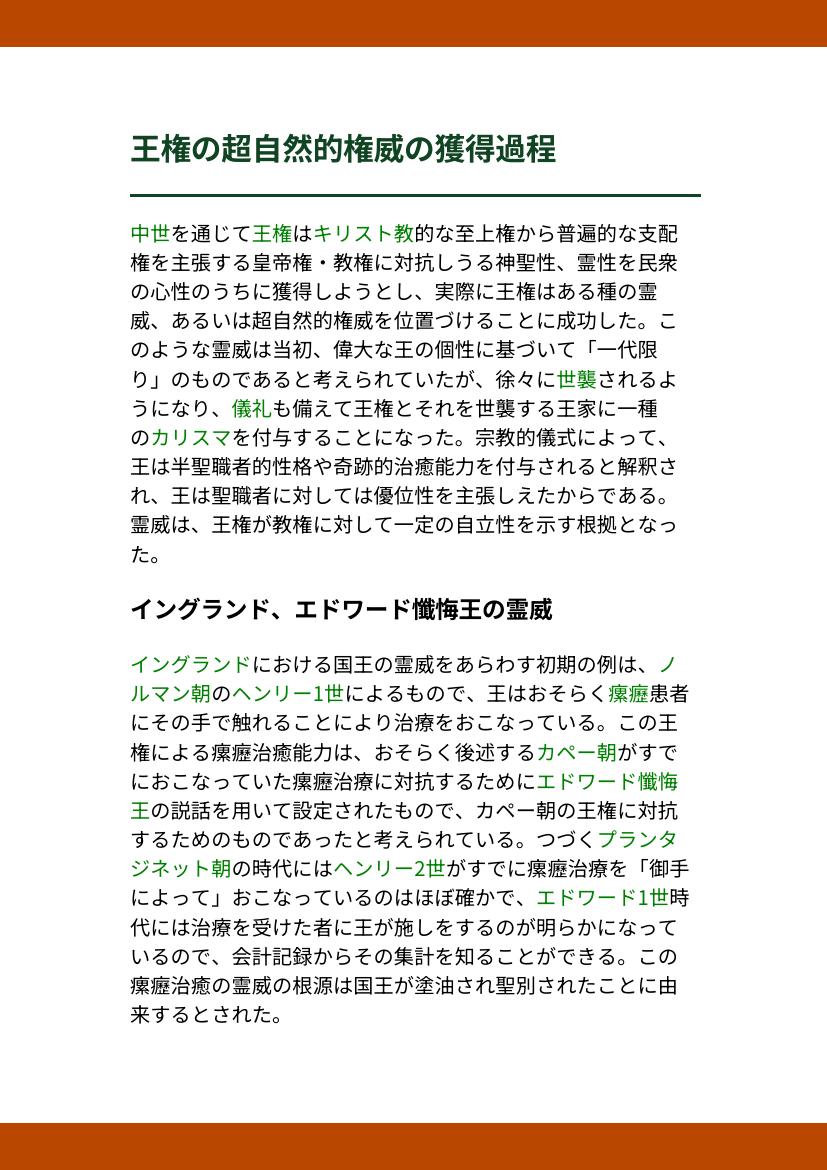 王権の超自然的権威の獲得過程
中世を通じて王権はキリスト教的な至上権から普遍的な支配
権を主張する皇帝権・教権に対抗しうる神聖性、霊性を民衆
の心性のうちに獲得しようとし、実際に王権はある種の霊
威、あるいは超自然的権威を位置づけることに成功した。こ
のような霊威は当初、偉大な王の個性に基づいて「一代限
り」のものであると考えられていたが、徐々に世襲されるよ
うになり、儀礼も備えて王権とそれを世襲する王家に一種
のカリスマを付与することになった。宗教的儀式によって、
王は半聖職者的性格や奇跡的治癒能力を付与されると解釈さ
れ、王は聖職者に対しては優位性を主張しえたからである。
霊威は、王権が教権に対して一定の自立性を示す根拠となっ
た。
イングランド、エドワード懺悔王の霊威
イングランドにおける国王の霊威をあらわす初期の例は、ノ
ルマン朝のヘンリー1世によるもので、王はおそらく瘰癧患者
にその手で触れることにより治療をおこなっている。この王
権による瘰癧治癒能力は、おそらく後述するカペー朝がすで
におこなっていた瘰癧治療に対抗するためにエドワード懺悔
王の説話を用いて設定されたもので、カペー朝の王権に対抗
するためのものであったと考えられている。つづくプランタ
ジネット朝の時代にはヘンリー2世がすでに瘰癧治療を「御手
によって」おこなっているのはほぼ確かで、エドワード1世時
代には治療を受けた者に王が施しをするのが明らかになって
いるので、会計記録からその集計を知ることができる。この
瘰癧治癒の霊威の根源は国王が塗油され聖別されたことに由
来するとされた。